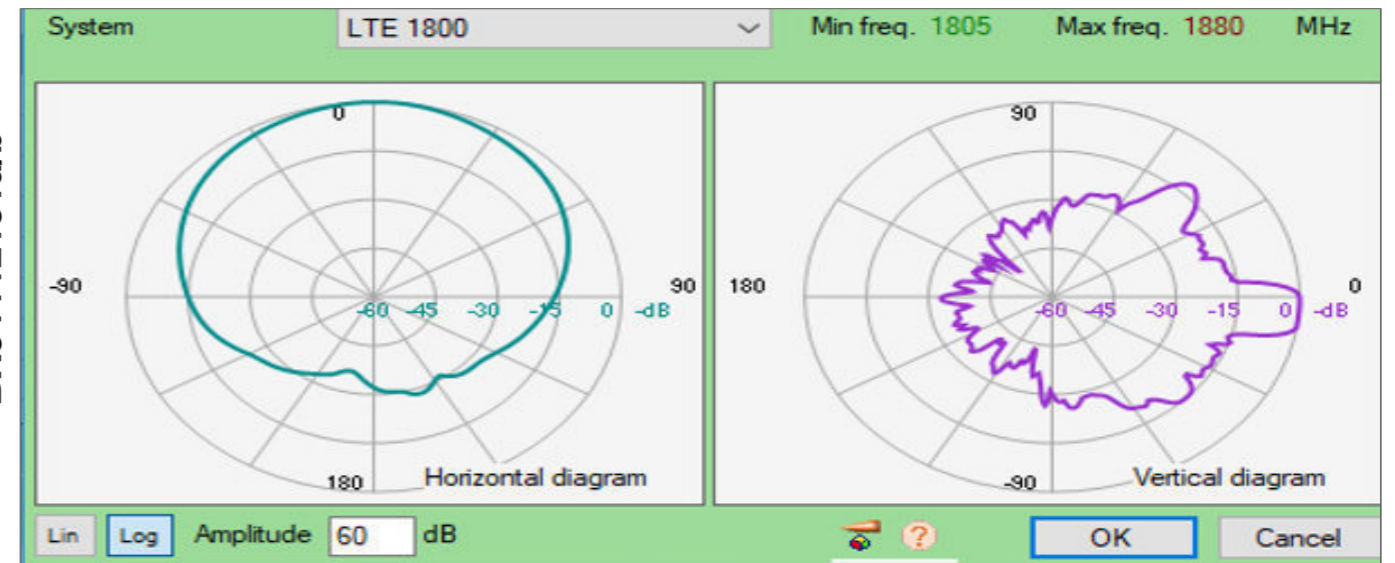 System LTE 1800 Min freq. 1805 Max freq. 1880 MHz
0
-90 90
-60 -45 -30 -15 0 -dB
180 Horizontal diagram
90
180 0
-60 -45 -30 -15 0 -dB
-90 Vertical diagram
Lin Log Amplitude 60 dB ? OK Cancel